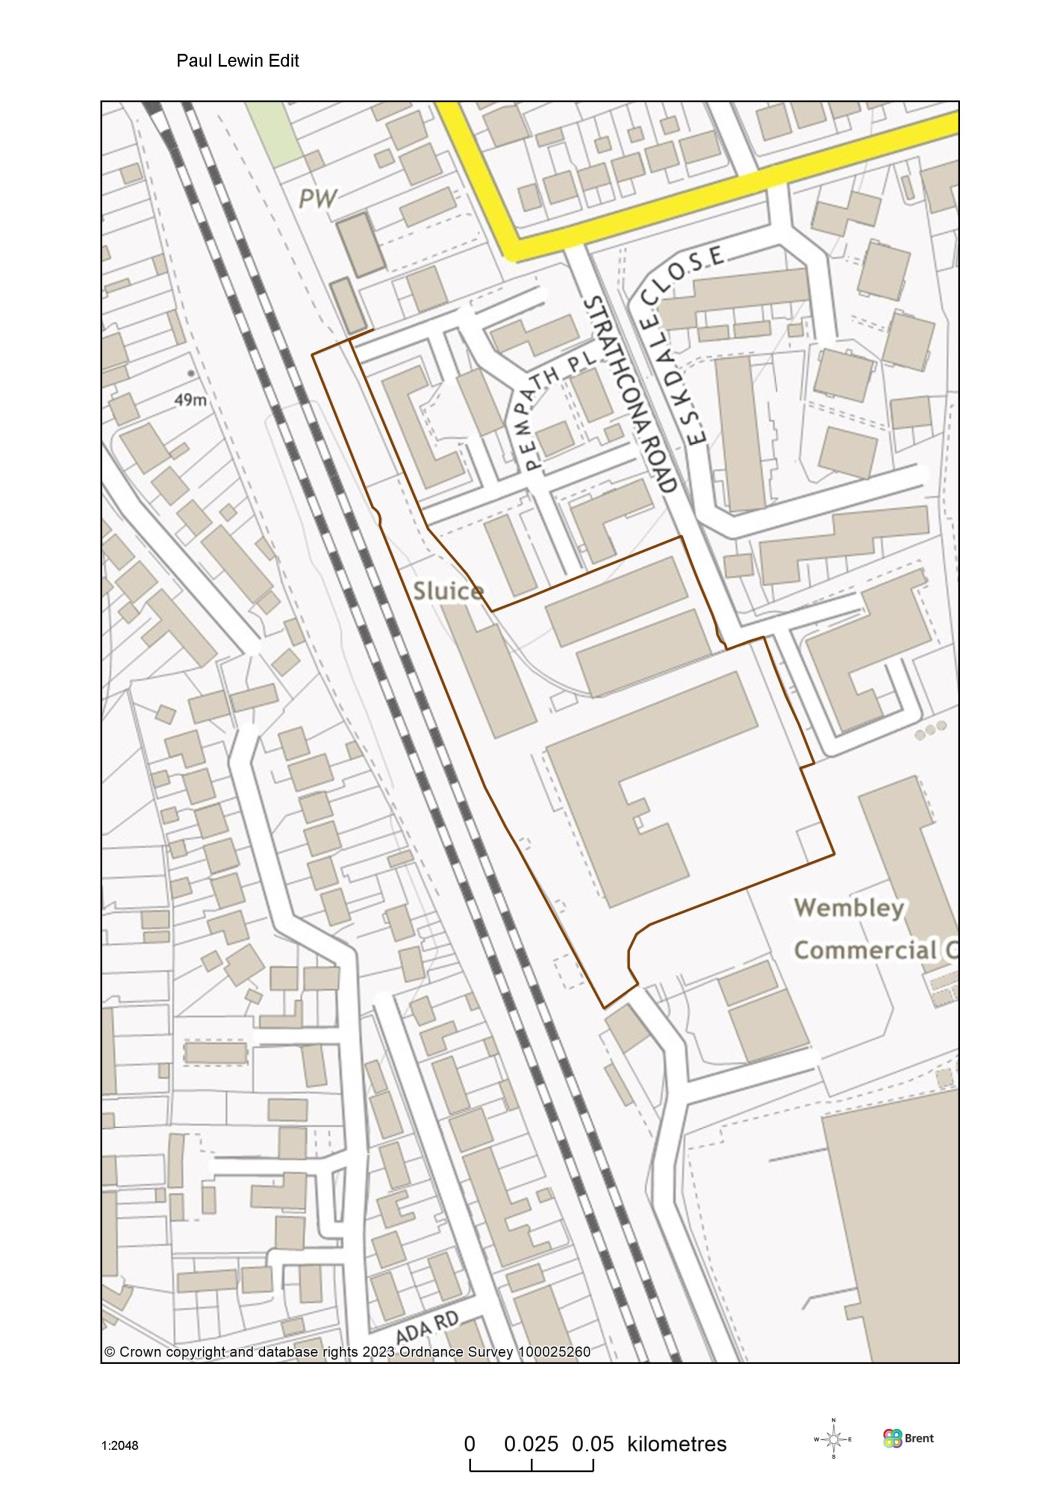 Paul Lewin Edit
PW
CLOSE
ESKDALE
STRATHCONA ROAD
PEMPATH PL
49m
Sluice
Wembley
Commercial C
ADA RD
© Crown copyright and database rights 2023 Ordnance Survey 100025260
1:2048
0 0.025 0.05 kilometres
N
W E
S
Brent